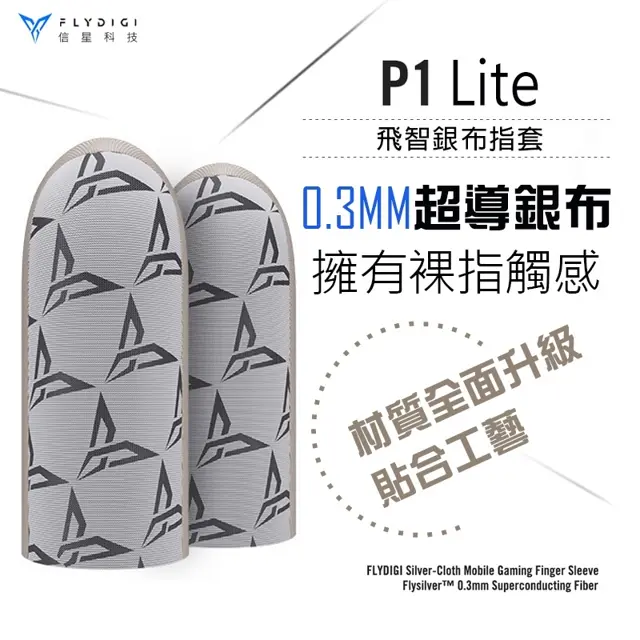 FLYDIGI
信星科技
P1 Lite
飛智銀布指套
0.3MM超導銀布
擁有裸指觸感
材質全面升級
貼合工藝
FLYDIGI Silver-Cloth Mobile Gaming Finger Sleeve
Flysilver™ 0.3mm Superconducting Fiber